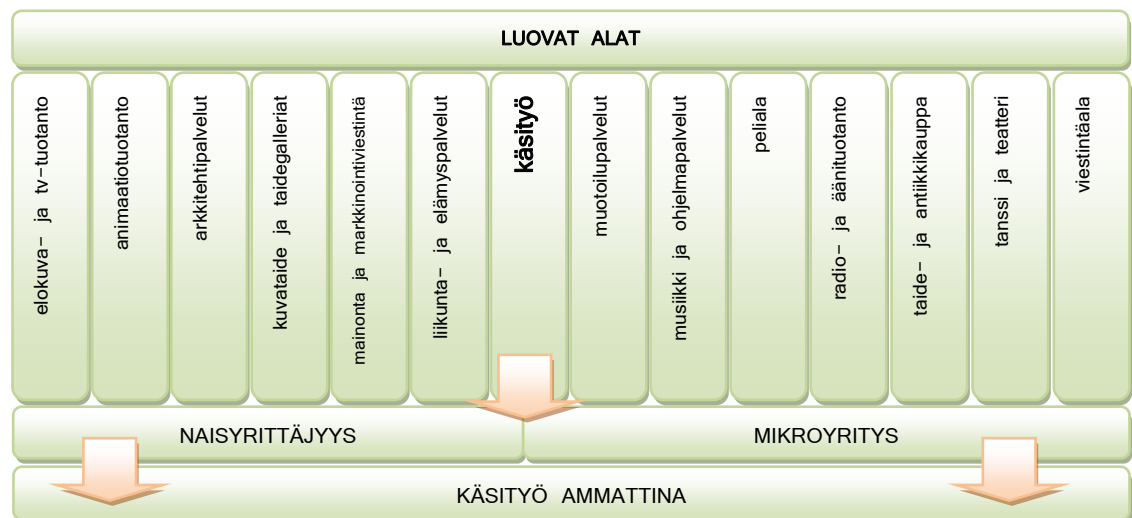 LUOVAT ALAT
elokuva- ja tv-tuotanto
animaatiotuotanto
arkkitehtipalvelut
kuvataide ja taidegalleriat
mainonta ja markkinointiviestintä
liikunta- ja elämyspalvelut
käsityö
muotoilupalvelut
musiikki ja ohjelmapalvelut
peliala
radio- ja äänituotanto
taide- ja antiikkikauppa
tanssi ja teatteri
viestintäala
NAISYRITTÄJYYS
MIKROYRITYS
KÄSITYÖ AMMATTINA